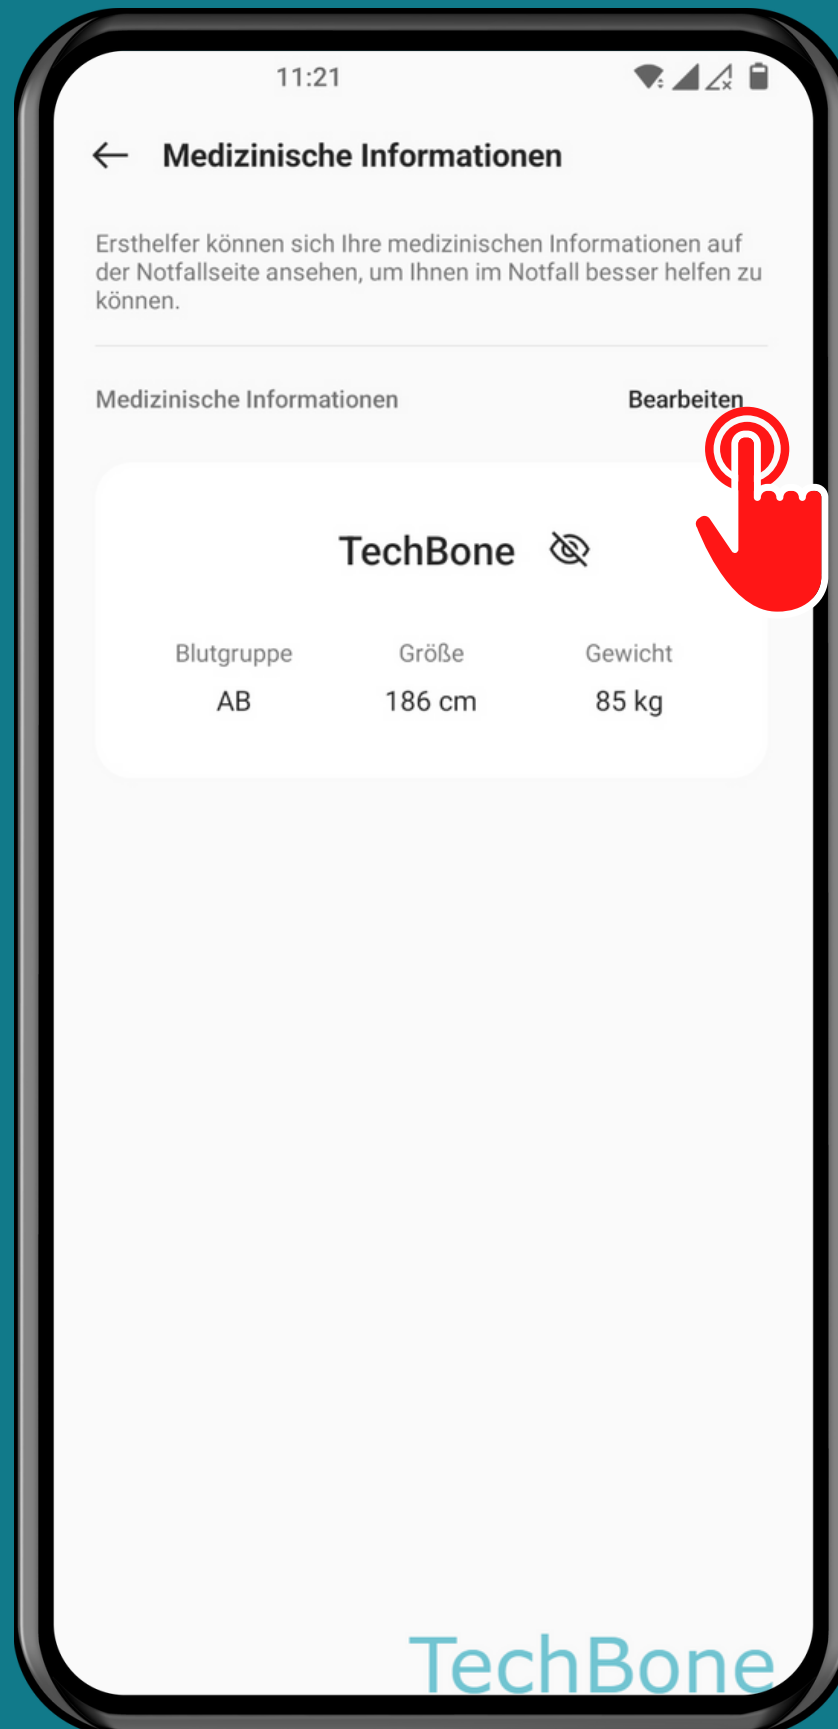 11:21
Medizinische Informationen
Ersthelfer können sich Ihre medizinischen Informationen auf
der Notfallseite ansehen, um Ihnen im Notfall besser helfen zu
können.
Medizinische Informationen Bearbeiten
TechBone
Blutgruppe Größe Gewicht
AB 186 cm 85 kg
TechBone